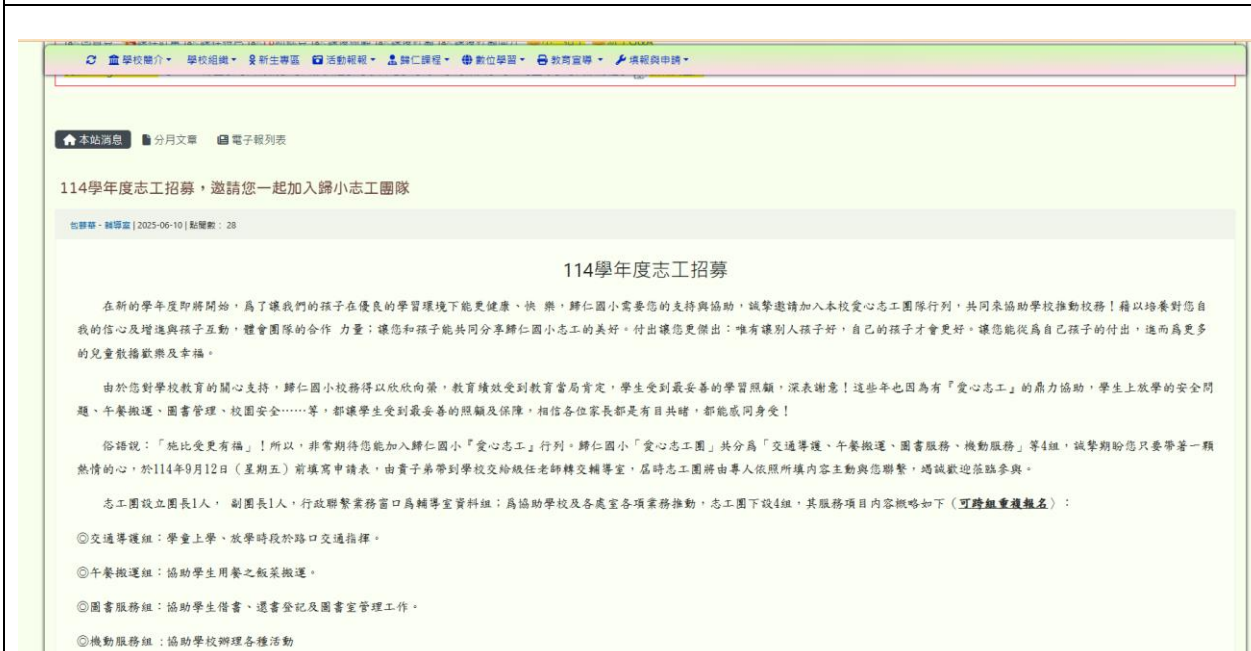 學校簡介 學校組織 新生專區 活動報報 歸仁課程 數位學習 教育宣導 填報與申請
本站消息 分月文章 電子報列表
114學年度志工招募,邀請您一起加入歸小志工團隊
輔導室 | 2025-06-10 | 點閱數: 28
114學年度志工招募
在新的學年度即將開始,為了讓我們的孩子在優良的學習環境下能更健康、快 樂,歸仁國小需要您的支持與協助,誠摯邀請加入本校愛心志工團隊行列,共同來協助學校推動校務!藉以培養對您自
我的信心及增進與孩子互動,體會團隊的合作 力量;讓您和孩子能共同分享歸仁國小志工的美好。付出讓您更傑出:唯有讓別人孩子好,自己的孩子才會更好。讓您能從為自己孩子的付出,進而為更多
的兒童散播歡樂及幸福。
由於您對學校教育的關心支持,歸仁國小校務得以欣欣向榮,教育績效受到教育當局肯定,學生受到最妥善的學習照顧,深表謝意!這些年也因為有『愛心志工』的鼎力協助,學生上放學的安全問
題、午餐搬運、圖書管理、校園安全……等,都讓學生受到最妥善的照顧及保障,相信各位家長都是有目共睹,都能感同身受!
俗語說:「施比受更有福」!所以,非常期待您能加入歸仁國小『愛心志工』行列。歸仁國小「愛心志工團」共分為「交通導護、午餐搬運、圖書服務、機動服務」等4組,誠摯期盼您只要帶著一顆
熱情的心,於114年9月12日(星期五)前填寫申請表,由貴子弟帶到學校交給級任老師轉交輔導室,屆時志工團將由專人依照所填內容主動與您聯繫,竭誠歡迎蒞臨參與。
志工團設立團長1人, 副團長1人,行政聯繫業務窗口為輔導室資料組;為協助學校及各處室各項業務推動,志工團下設4組,其服務項目內容概略如下(可跨組重複報名):
◎交通導護組:學童上學、放學時段於路口交通指揮。
◎午餐搬運組:協助學生用餐之飯菜搬運。
◎圖書服務組:協助學生借書、還書登記及圖書室管理工作。
◎機動服務組 :協助學校辦理各種活動